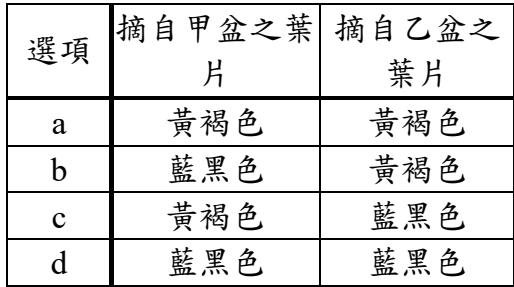 選項 摘自甲盆之葉片 摘自乙盆之葉片
a 黃褐色 黃褐色
b 藍黑色 黃褐色
c 黃褐色 藍黑色
d 藍黑色 藍黑色